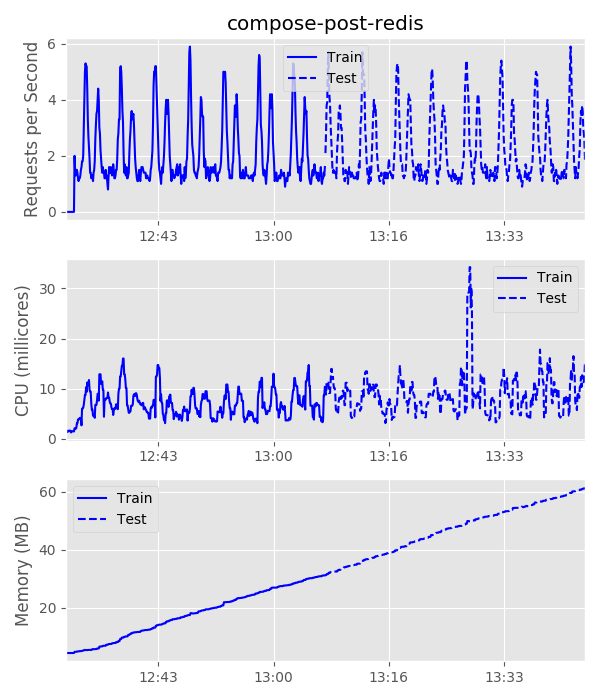 compose-post-redis
Requests per Second
6
4
2
0
Train
Test
12:43
13:00
13:16
13:33
CPU (millicores)
30
20
10
0
Train
Test
12:43
13:00
13:16
13:33
Memory (MB)
60
40
20
Train
Test
12:43
13:00
13:16
13:33